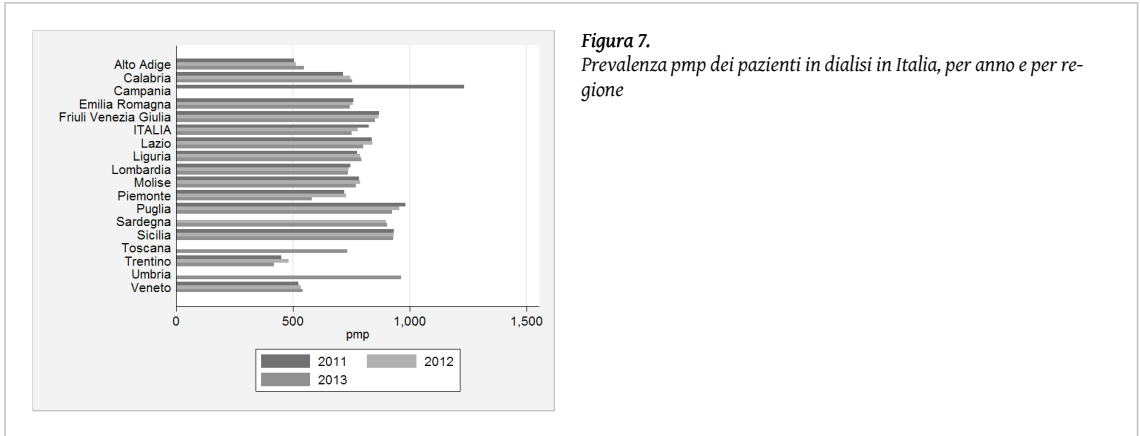 Alto Adige
Calabria
Campania
Emilia Romagna
Friuli Venezia Giulia
ITALIA
Lazio
Liguria
Lombardia
Molise
Piemonte
Puglia
Sardegna
Sicilia
Toscana
Trentino
Umbria
Veneto
0 500 1,000 1,500
pmp
2011 2012
2013
Figura 7.
Prevalenza pmp dei pazienti in dialisi in Italia, per anno e per re-
gione